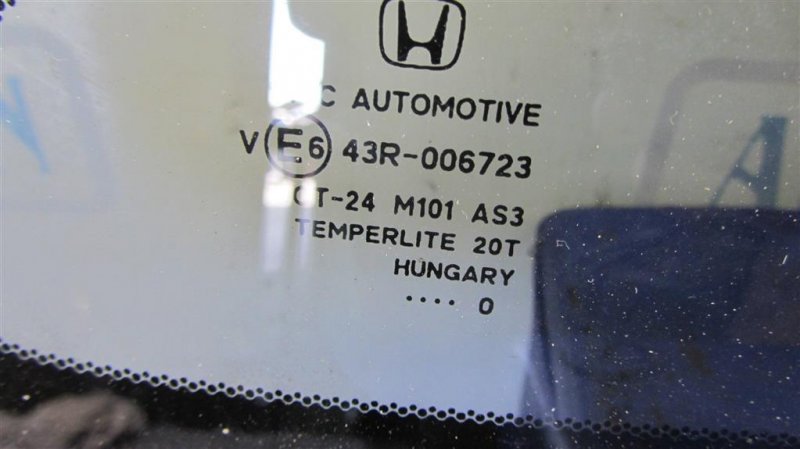 AUTOMOTIVE
V E6 43R-006723
M101 AS3
TEMPERLITE 20T
HUNGARY
.... 0